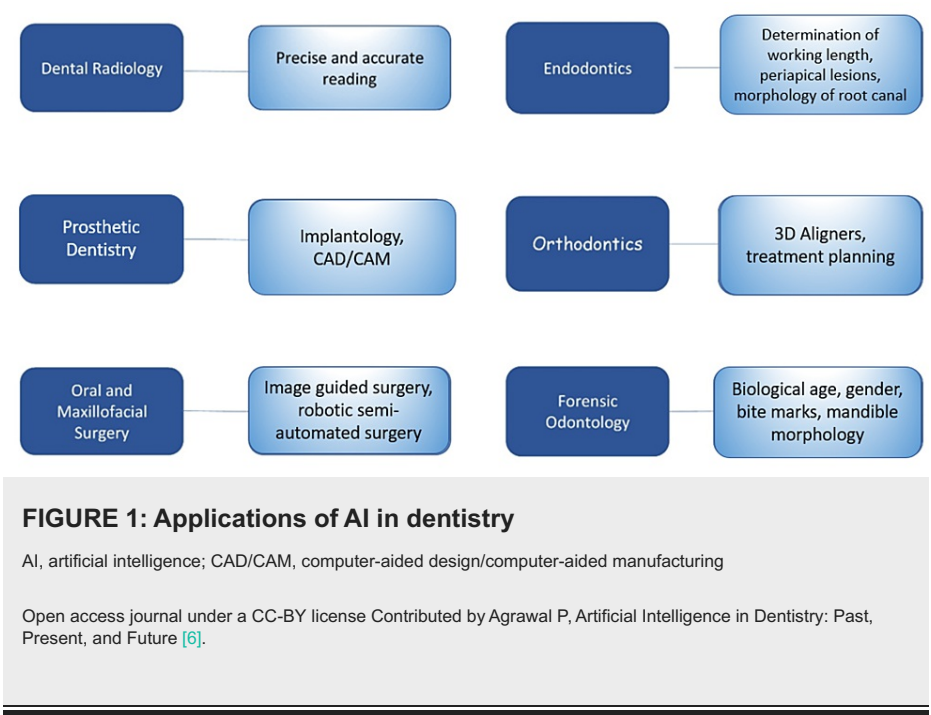 Dental Radiology
Precise and accurate
reading
Endodontics
Determination of
working length,
periapical lesions,
morphology of root canal
Prosthetic
Dentistry
Implantology,
CAD/CAM
Orthodontics
3D Aligners,
treatment planning
Oral and
Maxillofacial
Surgery
Image guided surgery,
robotic semi-
automated surgery
Forensic
Odontology
Biological age, gender,
bite marks, mandible
morphology
FIGURE 1: Applications of AI in dentistry
AI, artificial intelligence; CAD/CAM, computer-aided design/computer-aided manufacturing
Open access journal under a CC-BY license Contributed by Agrawal P, Artificial Intelligence in Dentistry: Past,
Present, and Future [6].